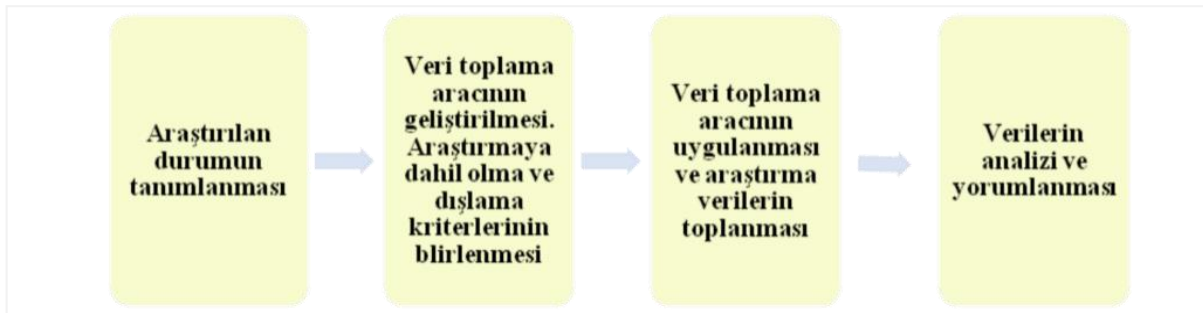 Araştırılan
durumun
tanımlanması
Veri toplama
aracının
geliştirilmesi.
Araştırmaya
dahil olma ve
dışlama
kriterlerinin
blirlenmesi
Veri toplama
aracının
uygulanması
ve araştırma
verilerin
toplanması
Verilerin
analizi ve
yorumlanması